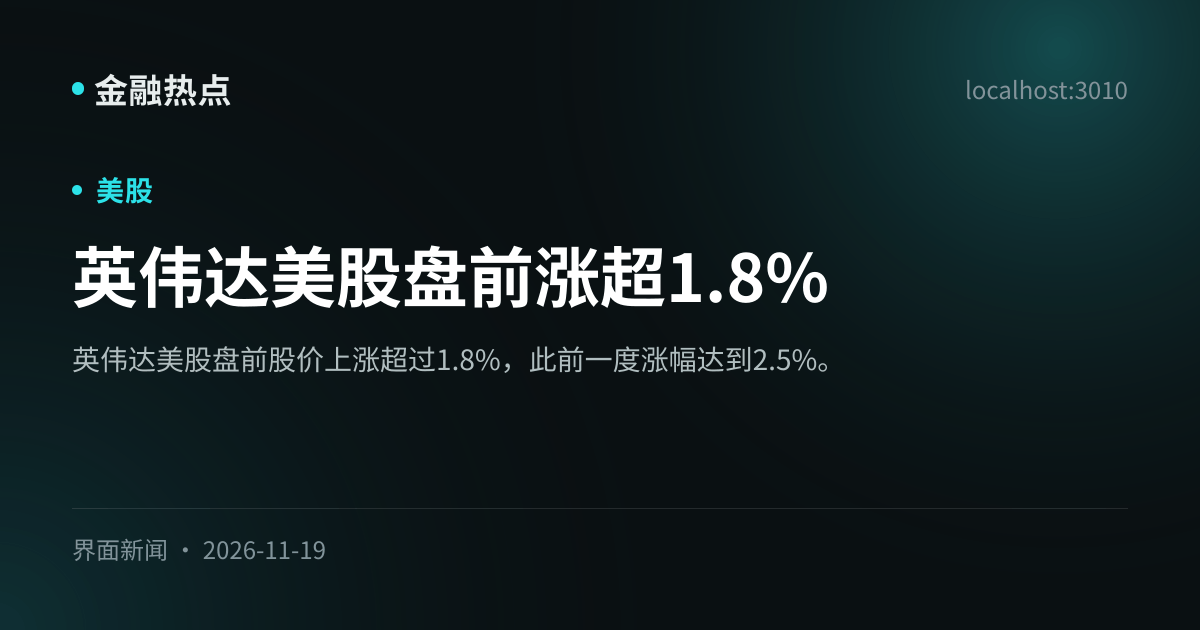 金融热点
localhost:3010
美股
英伟达美股盘前涨超1.8%
英伟达美股盘前股价上涨超过1.8%，此前一度涨幅达到2.5%。
界面新闻 · 2026-11-19